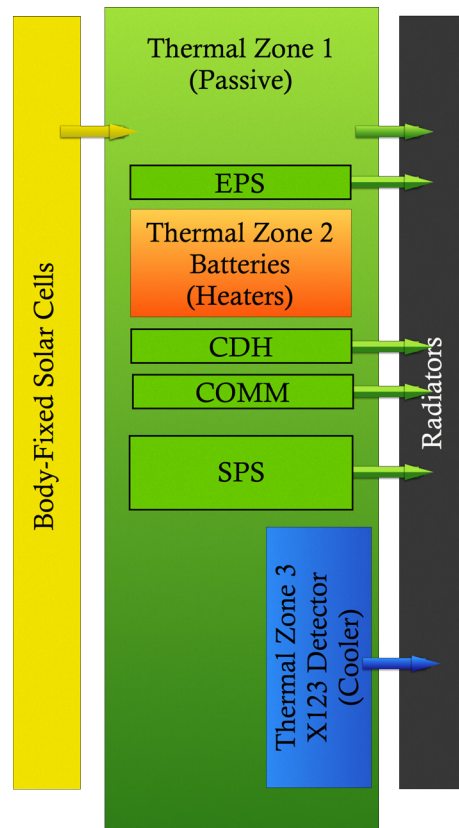 Body-Fixed Solar Cells
Thermal Zone 1
(Passive)
EPS
Thermal Zone 2
Batteries
(Heaters)
CDH
COMM
SPS
Thermal Zone 3
X123 Detector
(Cooler)
Radiators